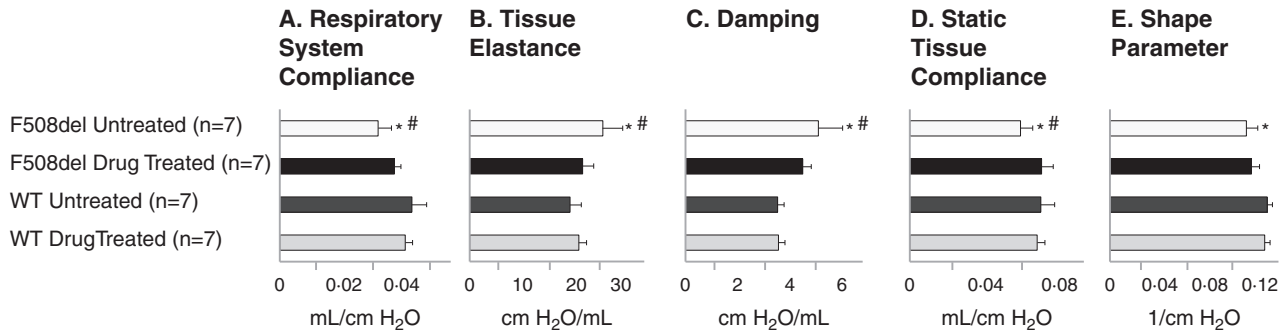 A. Respiratory
System
Compliance
B. Tissue
Elastance
C. Damping
D. Static
Tissue
Compliance
E. Shape
Parameter
F508del Untreated (n=7)
F508del Drug Treated (n=7)
WT Untreated (n=7)
WT DrugTreated (n=7)
* #
* #
* #
* #
*
0 0·02 0·04
0 10 20 30
0 2 4 6
0 0·04 0·08
0 0·04 0·08 0·12
mL/cm H₂O
cm H₂O/mL
cm H₂O/mL
mL/cm H₂O
1/cm H₂O